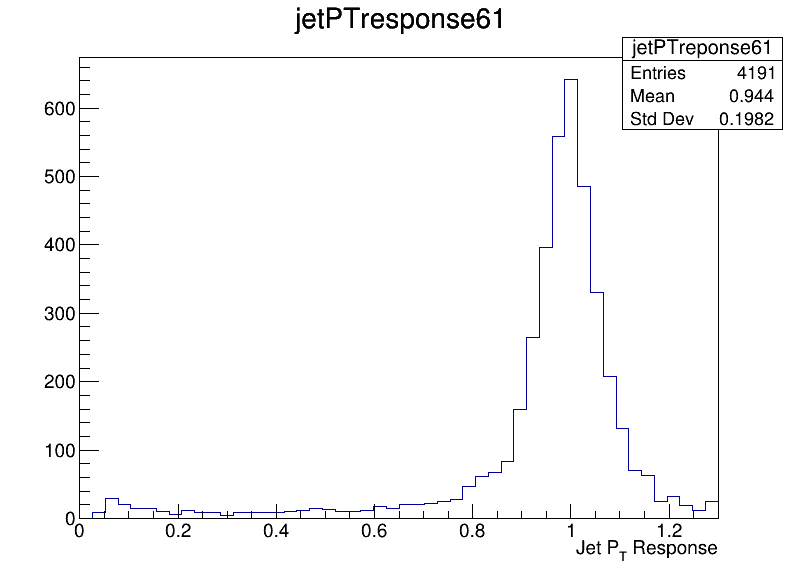 jetPTresponse61
jetPTreponse61
Entries 4191
Mean 0.944
Std Dev 0.1982
600
500
400
300
200
100
0
0 0.2 0.4 0.6 0.8 1 1.2
Jet PT Response